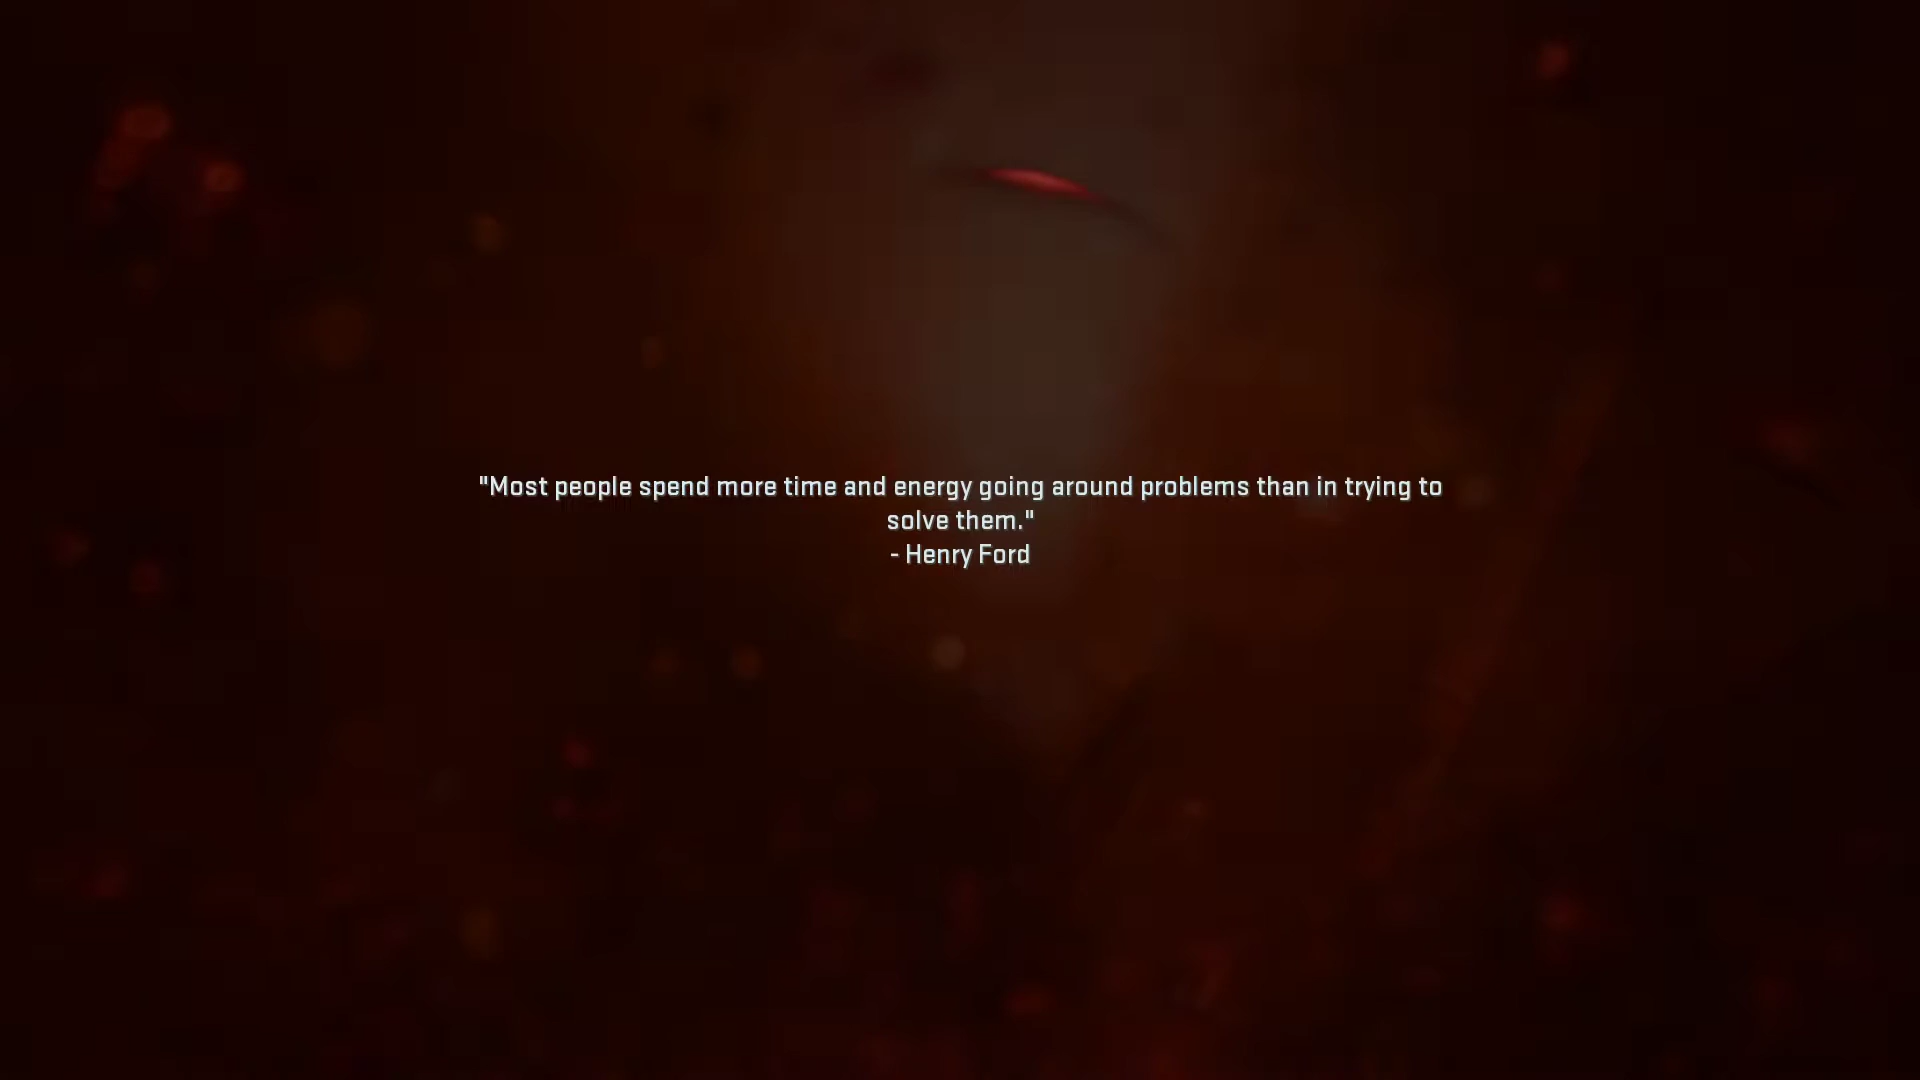 "Most people spend more time and energy going around problems than in trying to
solve them."
- Henry Ford